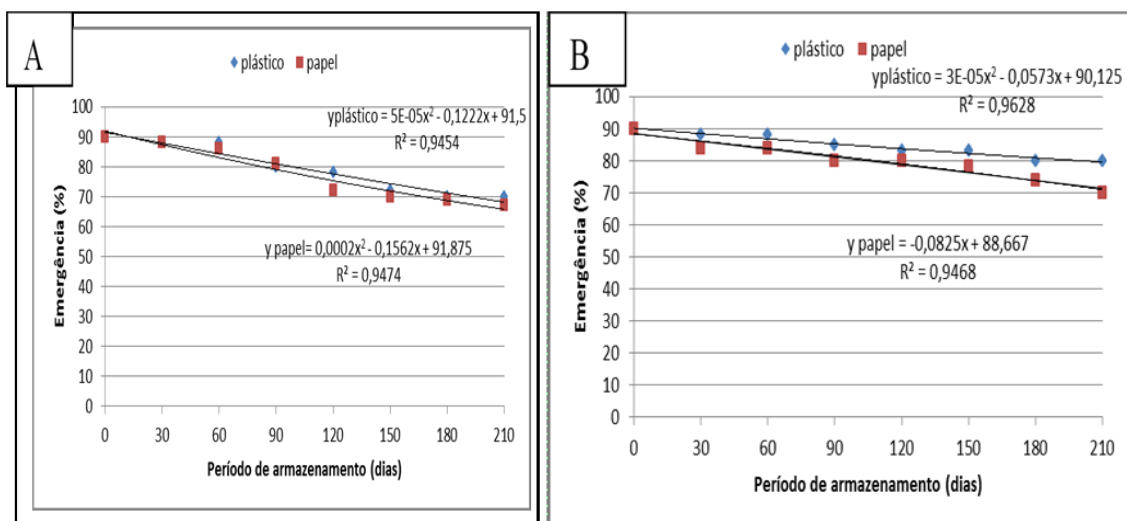 A
plástico papel
yplástico = 5E-05x² - 0,1222x + 91,5
R² = 0,9454
100
90
80
70
60
50
40
30
20
10
0
y papel= 0,0002x² - 0,1562x + 91,875
R² = 0,9474
Emergência (%)
0 30 60 90 120 150 180 210
Período de armazenamento (dias)
B
plástico papel
yplástico = 3E-05x² - 0,0573x + 90,125
R² = 0,9628
100
90
80
70
60
50
40
30
20
10
0
y papel = -0,0825x + 88,667
R² = 0,9468
Emergência (%)
0 30 60 90 120 150 180 210
Período de armazenamento (dias)